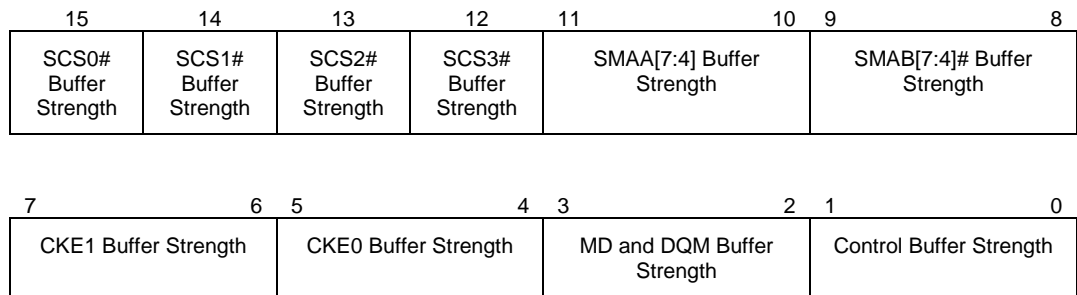 15 14 13 12 11 10 9 8
SCS0# SCS1# SCS2# SCS3# SMAA[7:4] Buffer SMAB[7:4]# Buffer
Buffer Buffer Buffer Buffer Strength Strength
Strength Strength Strength Strength
7 6 5 4 3 2 1 0
CKE1 Buffer Strength CKE0 Buffer Strength MD and DQM Buffer Control Buffer Strength
Strength